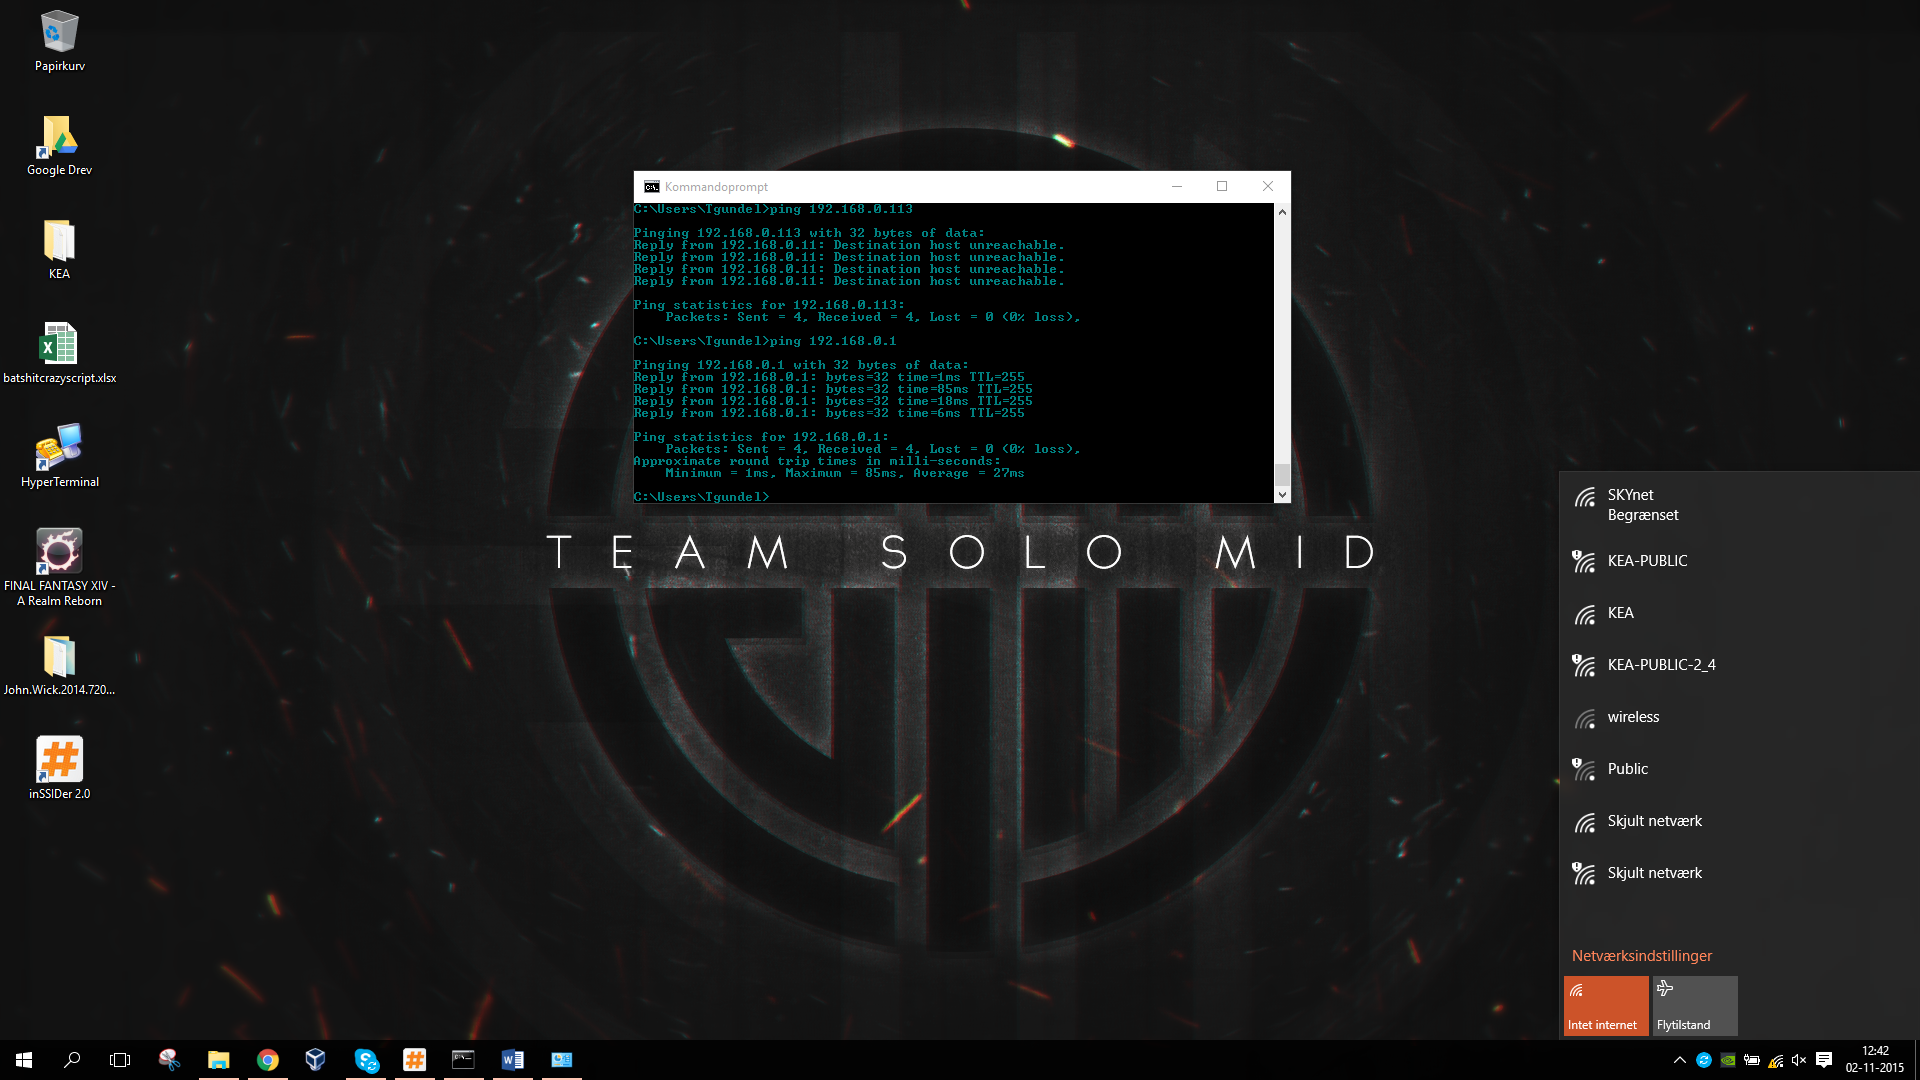 Papirkurv
Google Drev
KEA
batshitcrazyscript.xlsx
HyperTerminal
FINAL FANTASY XIV -
A Realm Reborn
John.Wick.2014.720...
inSSIDer 2.0
Kommandoprompt
C:\Users\Tgundel>ping 192.168.0.113
Pinging 192.168.0.113 with 32 bytes of data:
Reply from 192.168.0.11: Destination host unreachable.
Reply from 192.168.0.11: Destination host unreachable.
Reply from 192.168.0.11: Destination host unreachable.
Reply from 192.168.0.11: Destination host unreachable.
Ping statistics for 192.168.0.113:
Packets: Sent = 4, Received = 4, Lost = 0 (0% loss),
C:\Users\Tgundel>ping 192.168.0.1
Pinging 192.168.0.1 with 32 bytes of data:
Reply from 192.168.0.1: bytes=32 time=1ms TTL=255
Reply from 192.168.0.1: bytes=32 time=85ms TTL=255
Reply from 192.168.0.1: bytes=32 time=18ms TTL=255
Reply from 192.168.0.1: bytes=32 time=6ms TTL=255
Ping statistics for 192.168.0.1:
Packets: Sent = 4, Received = 4, Lost = 0 (0% loss),
Approximate round trip times in milli-seconds:
Minimum = 1ms, Maximum = 85ms, Average = 27ms
C:\Users\Tgundel>
TEAM SOLO MID
SKYnet
Begrænset
KEA-PUBLIC
KEA
KEA-PUBLIC-2_4
wireless
Public
Skjult netværk
Skjult netværk
Netværksindstillinger
Intet internet
Flytilstand
12:42
02-11-2015